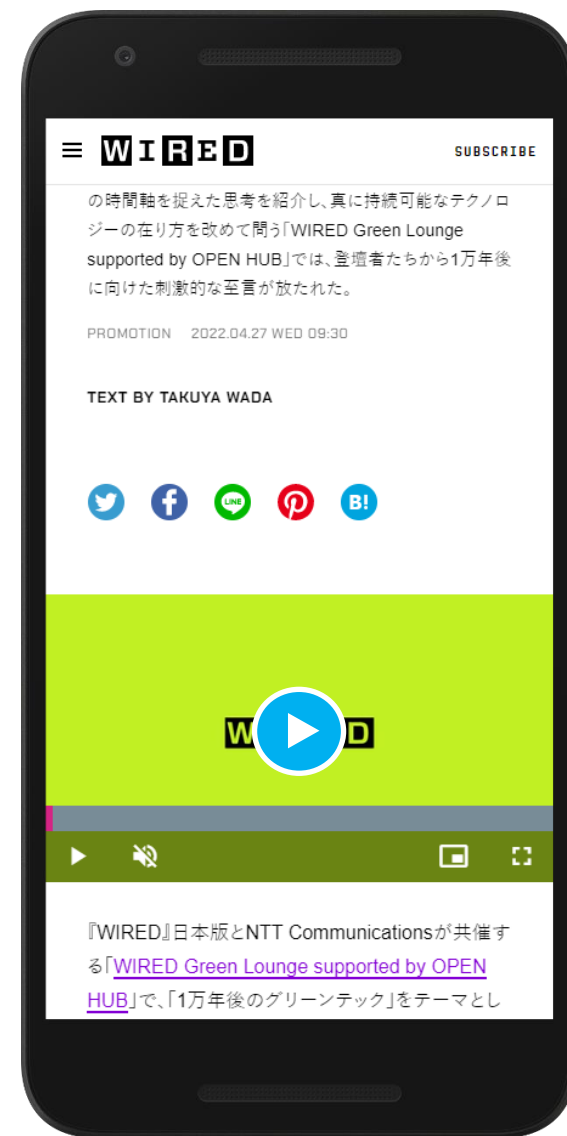 WIRED
SUBSCRIBE
の時間軸を捉えた思考を紹介し、真に持続可能なテクノロ
ジーの在り方を改めて問う「WIRED Green Lounge
supported by OPEN HUB」では、登壇者たちから1万年後
に向けた刺激的な至言が放たれた。
PROMOTION 2022.04.27 WED 09:30
TEXT BY TAKUYA WADA
LINE
B!
W D
『WIRED』日本版とNTT Communicationsが共催す
る「WIRED Green Lounge supported by OPEN
HUB」で、「1万年後のグリーンテック」をテーマとし